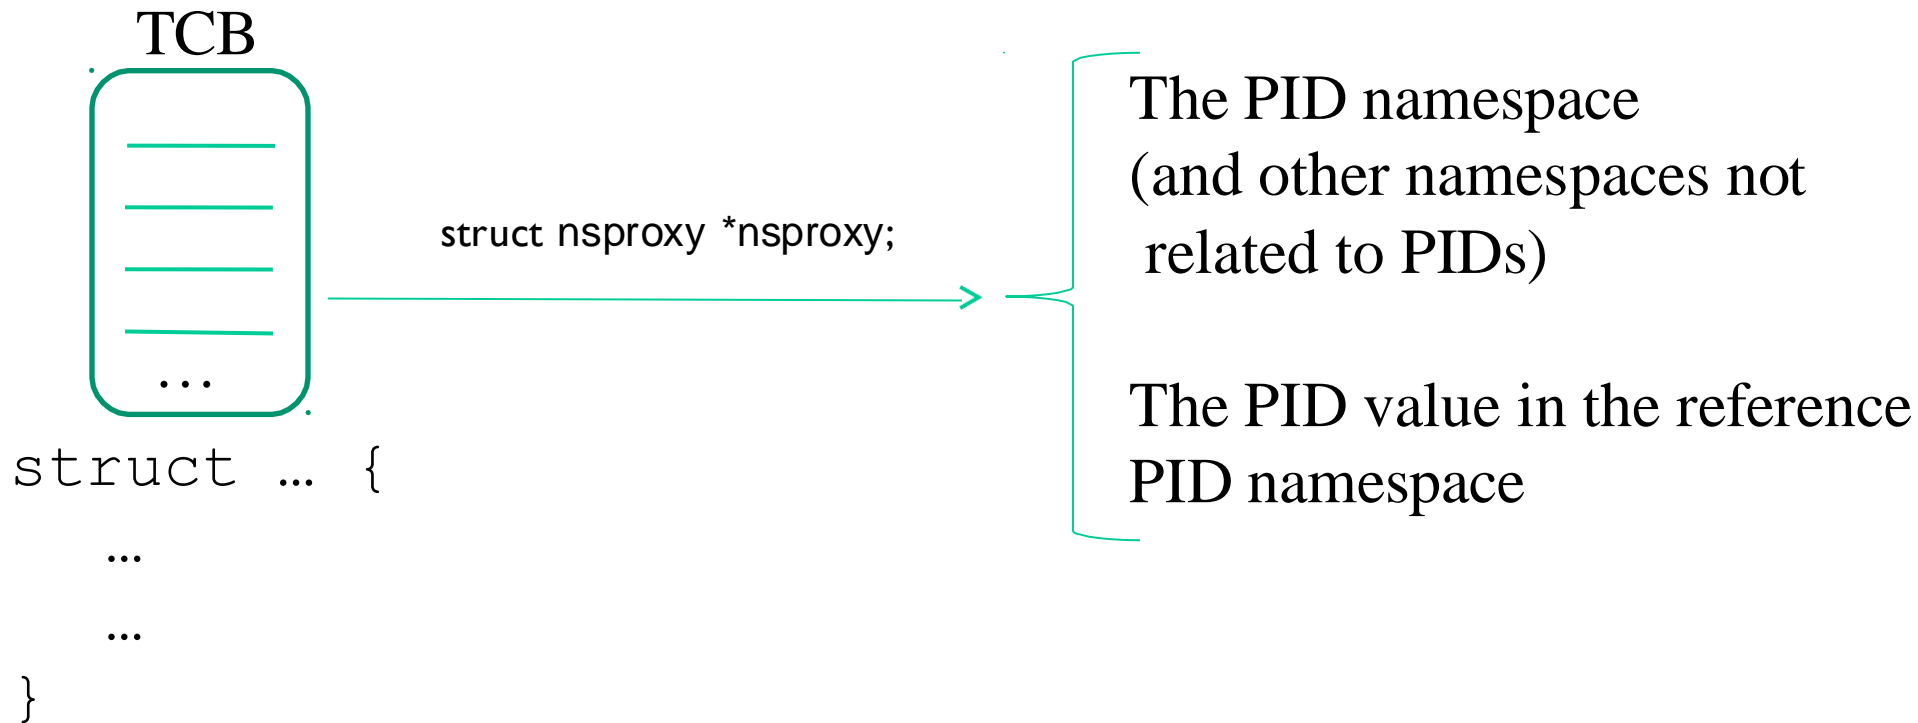 TCB
...
struct … {
…
…
}
struct nsproxy *nsproxy;
The PID namespace
(and other namespaces not
related to PIDs)
The PID value in the reference
PID namespace